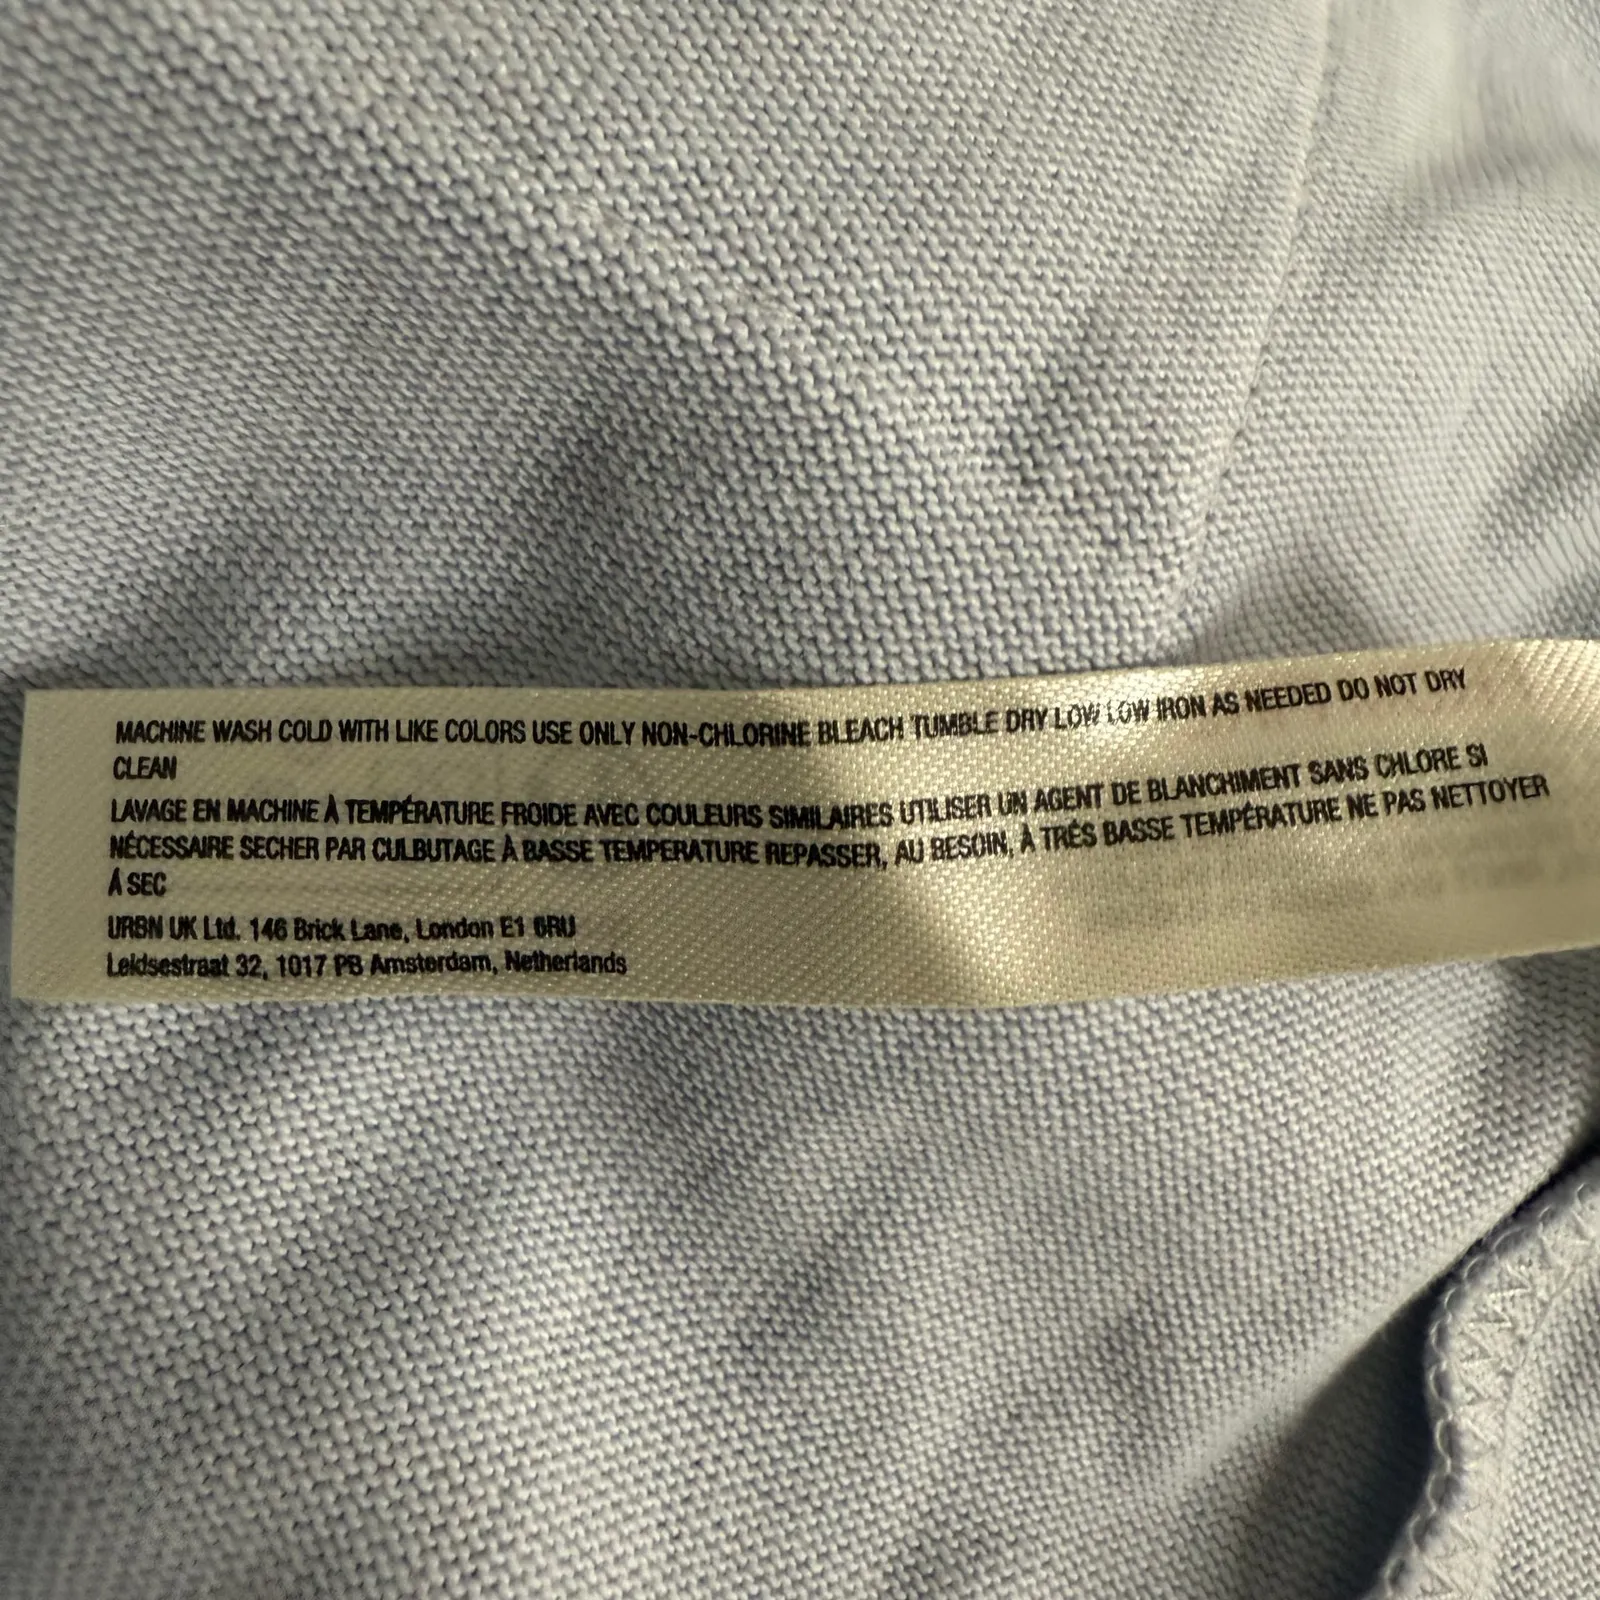 MACHINE WASH COLD WITH LIKE COLORS USE ONLY NON-CHLORINE BLEACH TUMBLE DRY LOW LOW IRON AS NEEDED DO NOT DRY
CLEAN
LAVAGE EN MACHINE À TEMPÉRATURE FROIDE AVEC COULEURS SIMILAIRES UTILISER UN AGENT DE BLANCHIMENT SANS CHLORE SI
NÉCESSAIRE SECHER PAR CULBUTAGE À BASSE TEMPERATURE REPASSER, AU BESOIN, À TRÉS BASSE TEMPÉRATURE NE PAS NETTOYER
À SEC
URBN UK Ltd. 146 Brick Lane, London E1 6RU
Leidsestraat 32, 1017 PB Amsterdam, Netherlands